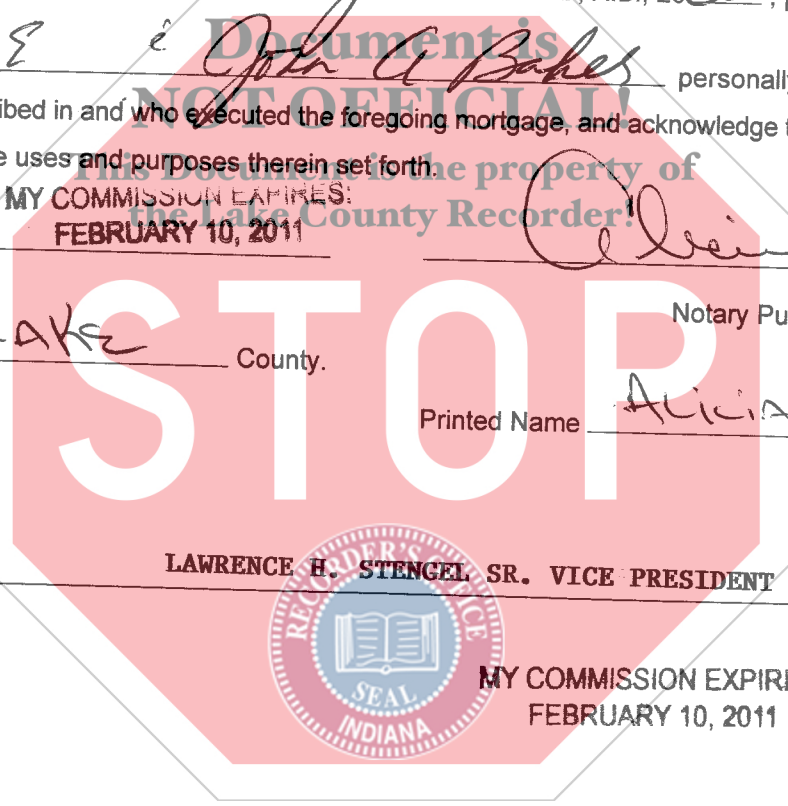 Document is
E & John A Baker personally
NOT OFFICIAL!
ibed in and who executed the foregoing mortgage, and acknowledge t
e uses and purposes therein set forth.
This Document is the property of
MY COMMISSION EXPIRES:
the Lake County Recorder!
FEBRUARY 10, 2011
Alicia
STOP
Notary Pu
LAKE County.
Printed Name ALICIA
LAWRENCE H. STENGEL SR. VICE PRESIDENT
RECORDER'S OFFICE
SEAL
INDIANA
MY COMMISSION EXPIR
FEBRUARY 10, 2011